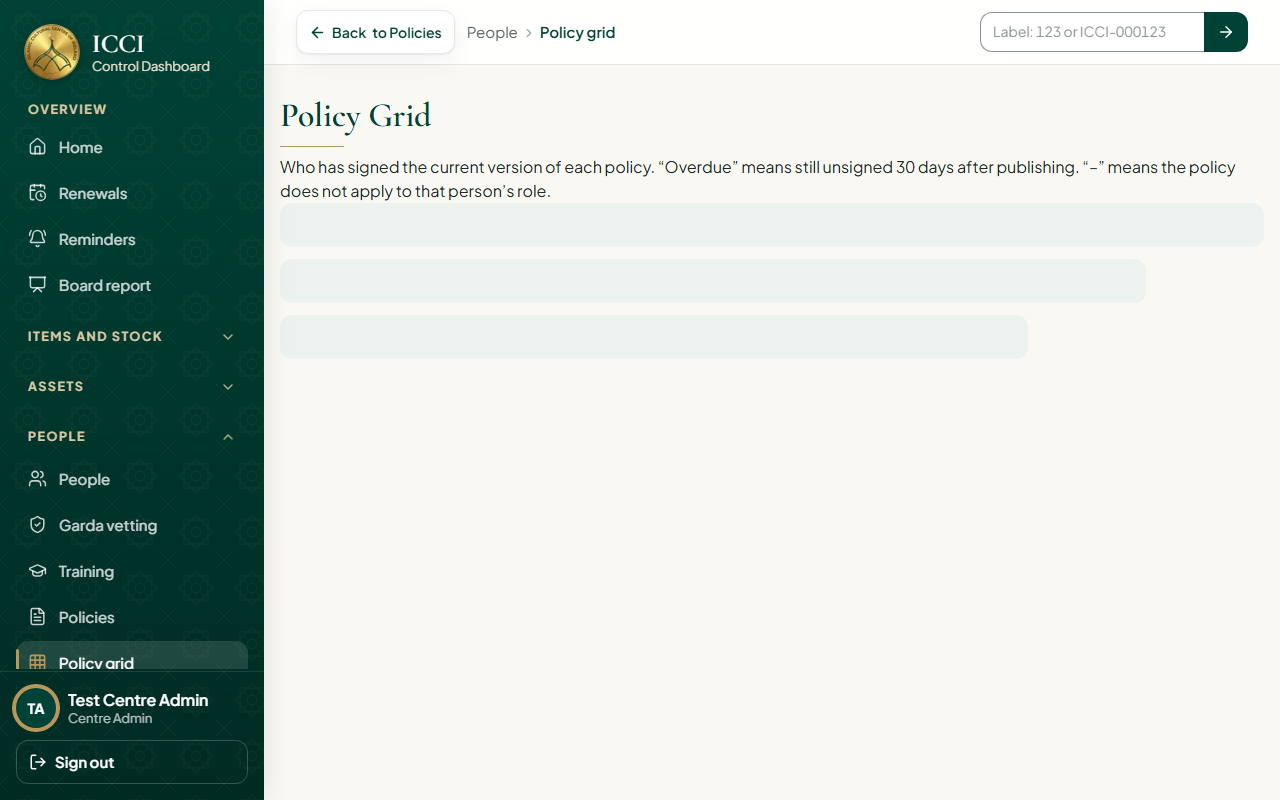 ICCI
Control Dashboard
OVERVIEW
Home
Renewals
Reminders
Board report
ITEMS AND STOCK
ASSETS
PEOPLE
People
Garda vetting
Training
Policies
Policy grid
TA
Test Centre Admin
Centre Admin
Sign out
Back to Policies
People
Policy grid
Label: 123 or ICCI-000123
Policy Grid
Who has signed the current version of each policy. “Overdue” means still unsigned 30 days after publishing. “–” means the policy
does not apply to that person’s role.